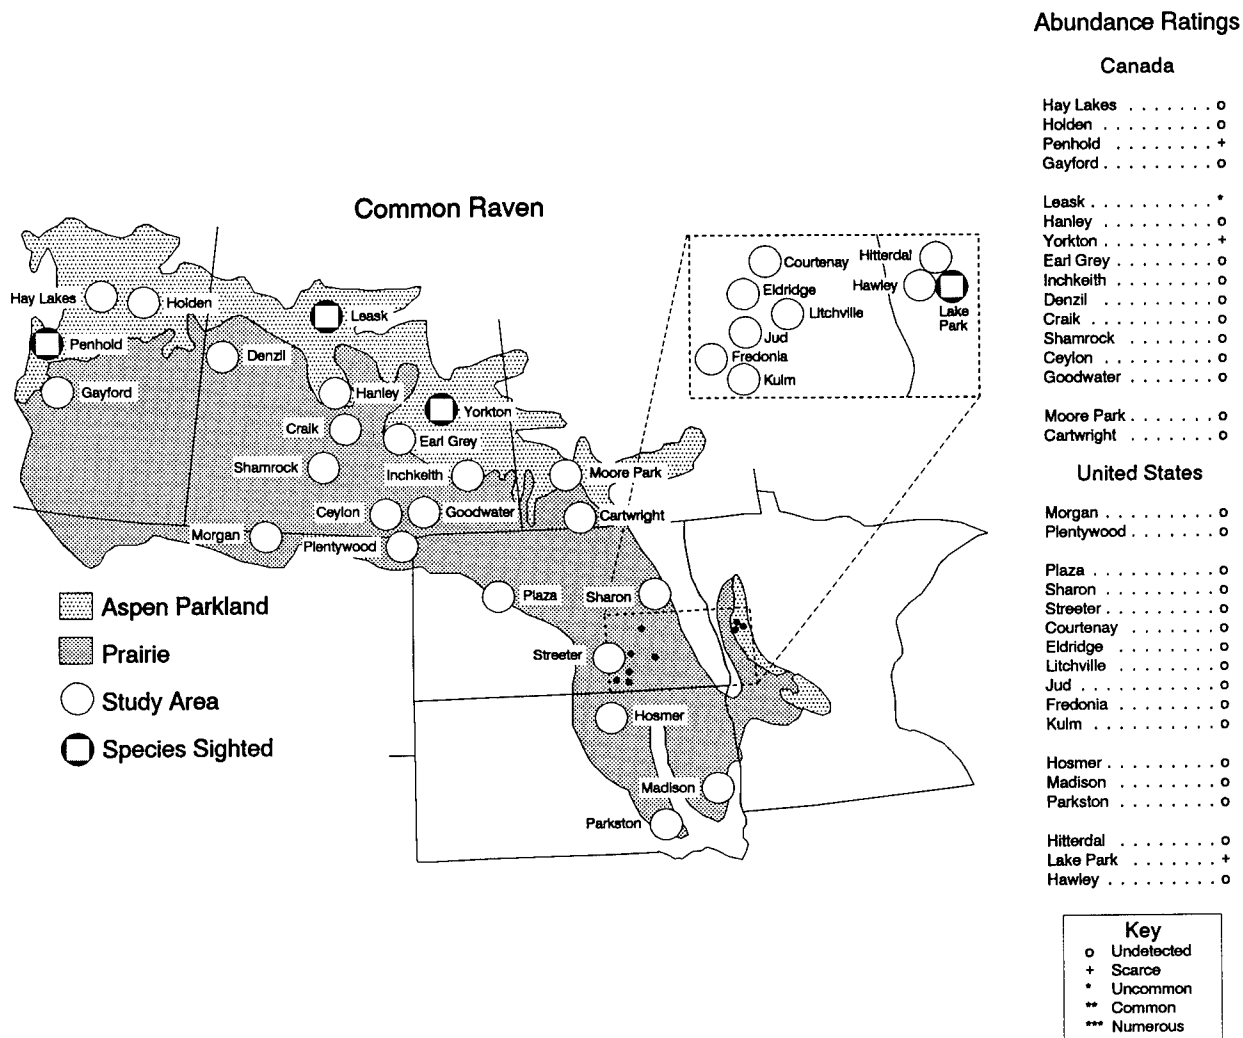 Abundance Ratings
Canada
Hay Lakes . . . . . . . o
Holden . . . . . . . . . o
Penhold . . . . . . . . +
Gayford . . . . . . . . . o
Leask . . . . . . . . . . *
Hanley . . . . . . . . . o
Yorkton . . . . . . . . . +
Earl Grey . . . . . . . . o
Inchkeith . . . . . . . . o
Denzil . . . . . . . . . o
Craik . . . . . . . . . . o
Shamrock . . . . . . . o
Ceylon . . . . . . . . . o
Goodwater . . . . . . . o
Moore Park . . . . . . . o
Cartwright . . . . . . . o
United States
Morgan . . . . . . . . . o
Plentywood . . . . . . . o
Plaza . . . . . . . . . . o
Sharon . . . . . . . . . o
Streeter . . . . . . . . . o
Courtenay . . . . . . . o
Eldridge . . . . . . . . o
Litchville . . . . . . . . o
Jud . . . . . . . . . . . o
Fredonia . . . . . . . . o
Kulm . . . . . . . . . . o
Hosmer . . . . . . . . . o
Madison . . . . . . . . o
Parkston . . . . . . . . o
Hitterdal . . . . . . . . o
Lake Park . . . . . . . +
Hawley . . . . . . . . . o
Key
o Undetected
+ Scarce
* Uncommon
** Common
*** Numerous
Common Raven
Hay Lakes
Holden
Penhold
Gayford
Leask
Denzil
Hanley
Craik
Yorkton
Earl Grey
Shamrock
Inchkeith
Moore Park
Ceylon
Goodwater
Cartwright
Morgan
Plentywood
Plaza
Sharon
Streeter
Hosmer
Madison
Parkston
Courtenay
Hitterdal
Eldridge
Hawley
Litchville
Lake
Park
Jud
Fredonia
Kulm
Aspen Parkland
Prairie
Study Area
Species Sighted